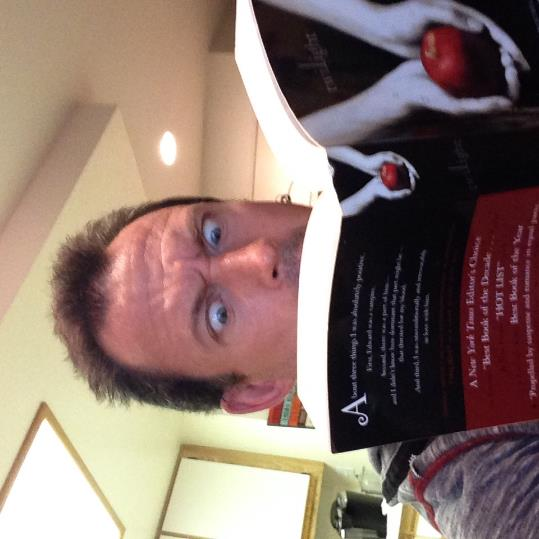 twilight
twilight
About three things I was absolutely positive.
First, Edward was a vampire.
Second, there was a part of him—
and I didn't know how dominant that part might be—
that thirsted for my blood.
And third, I was unconditionally and irrevocably
in love with him.
A New York Times Editor's Choice
"Best Book of the Decade
"HOT LIST"
Best Book of the Year
"Propelled by suspense and romance in equal parts